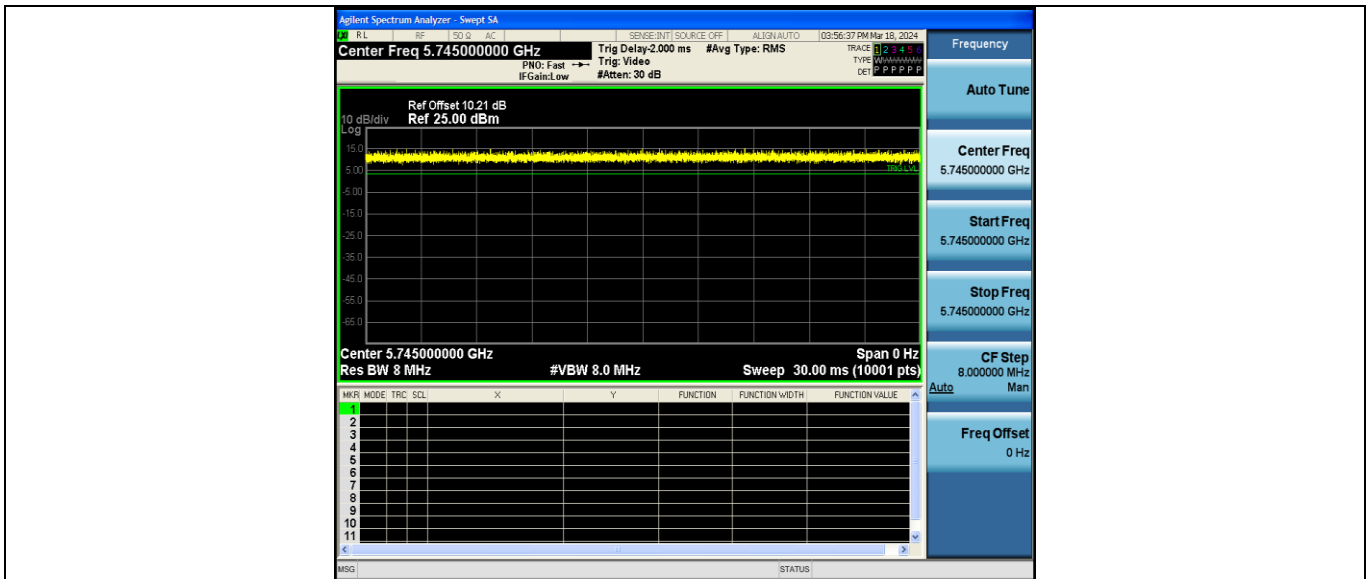 Agilent Spectrum Analyzer - Swept SA
LXI RL RF 50 Ω AC SENSE:INT SOURCE OFF ALIGN AUTO 03:56:37 PM Mar 18, 2024
Center Freq 5.745000000 GHz
PNO: Fast
IFGain:Low
Trig Delay-2.000 ms #Avg Type: RMS
Trig: Video
#Atten: 30 dB
TRACE 1 2 3 4 5 6
TYPE WWWWWW
DET P P P P P P
Ref Offset 10.21 dB
10 dB/div Ref 25.00 dBm
Log
15.0
5.00
TRIG LVL
-5.00
-15.0
-25.0
-35.0
-45.0
-55.0
-65.0
Center 5.745000000 GHz Span 0 Hz
Res BW 8 MHz #VBW 8.0 MHz Sweep 30.00 ms (10001 pts)
MKR MODE TRC SCL X Y FUNCTION FUNCTION WIDTH FUNCTION VALUE
1
2
3
4
5
6
7
8
9
10
11
MSG STATUS
Frequency
Auto Tune
Center Freq
5.745000000 GHz
Start Freq
5.745000000 GHz
Stop Freq
5.745000000 GHz
CF Step
8.000000 MHz
Auto Man
Freq Offset
0 Hz